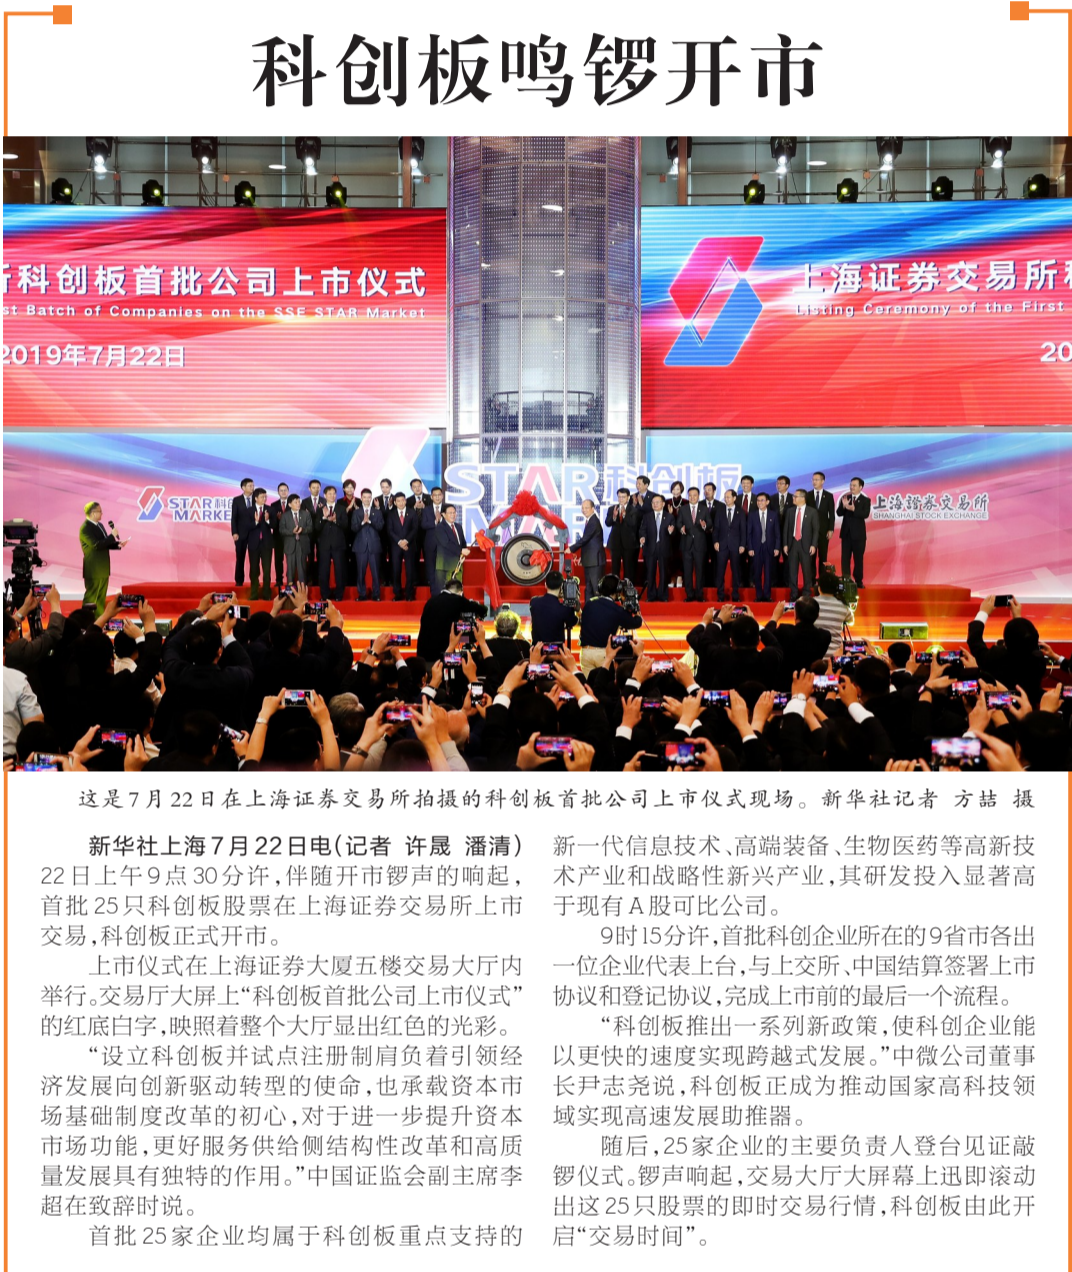 科创板鸣锣开市
科创板首批公司上市仪式
st Batch of Companies on the SSE STAR Market
2019年7月22日
上海证券交易所科
Listing Ceremony of the First
20
STAR科创板
MAR
STAR科创
MARKE
上海證券交易所
SHANGHAI STOCK EXCHANGE
这是7月22日在上海证券交易所拍摄的科创板首批公司上市仪式现场。新华社记者 方喆 摄
新华社上海7月22日电(记者 许晟 潘清)
22日上午9点30分许,伴随开市锣声的响起,
首批25只科创板股票在上海证券交易所上市
交易,科创板正式开市。
上市仪式在上海证券大厦五楼交易大厅内
举行。交易厅大屏上“科创板首批公司上市仪式”
的红底白字,映照着整个大厅显出红色的光彩。
“设立科创板并试点注册制肩负着引领经
济发展向创新驱动转型的使命,也承载资本市
场基础制度改革的初心,对于进一步提升资本
市场功能,更好服务供给侧结构性改革和高质
量发展具有独特的作用。”中国证监会副主席李
超在致辞时说。
首批25家企业均属于科创板重点支持的
新一代信息技术、高端装备、生物医药等高新技
术产业和战略性新兴产业,其研发投入显著高
于现有A股可比公司。
9时15分许,首批科创企业所在的9省市各出
一位企业代表上台,与上交所、中国结算签署上市
协议和登记协议,完成上市前的最后一个流程。
“科创板推出一系列新政策,使科创企业能
以更快的速度实现跨越式发展。”中微公司董事
长尹志尧说,科创板正成为推动国家高科技领
域实现高速发展助推器。
随后,25家企业的主要负责人登台见证敲
锣仪式。锣声响起,交易大厅大屏幕上迅即滚动
出这25只股票的即时交易行情,科创板由此开
启“交易时间”。